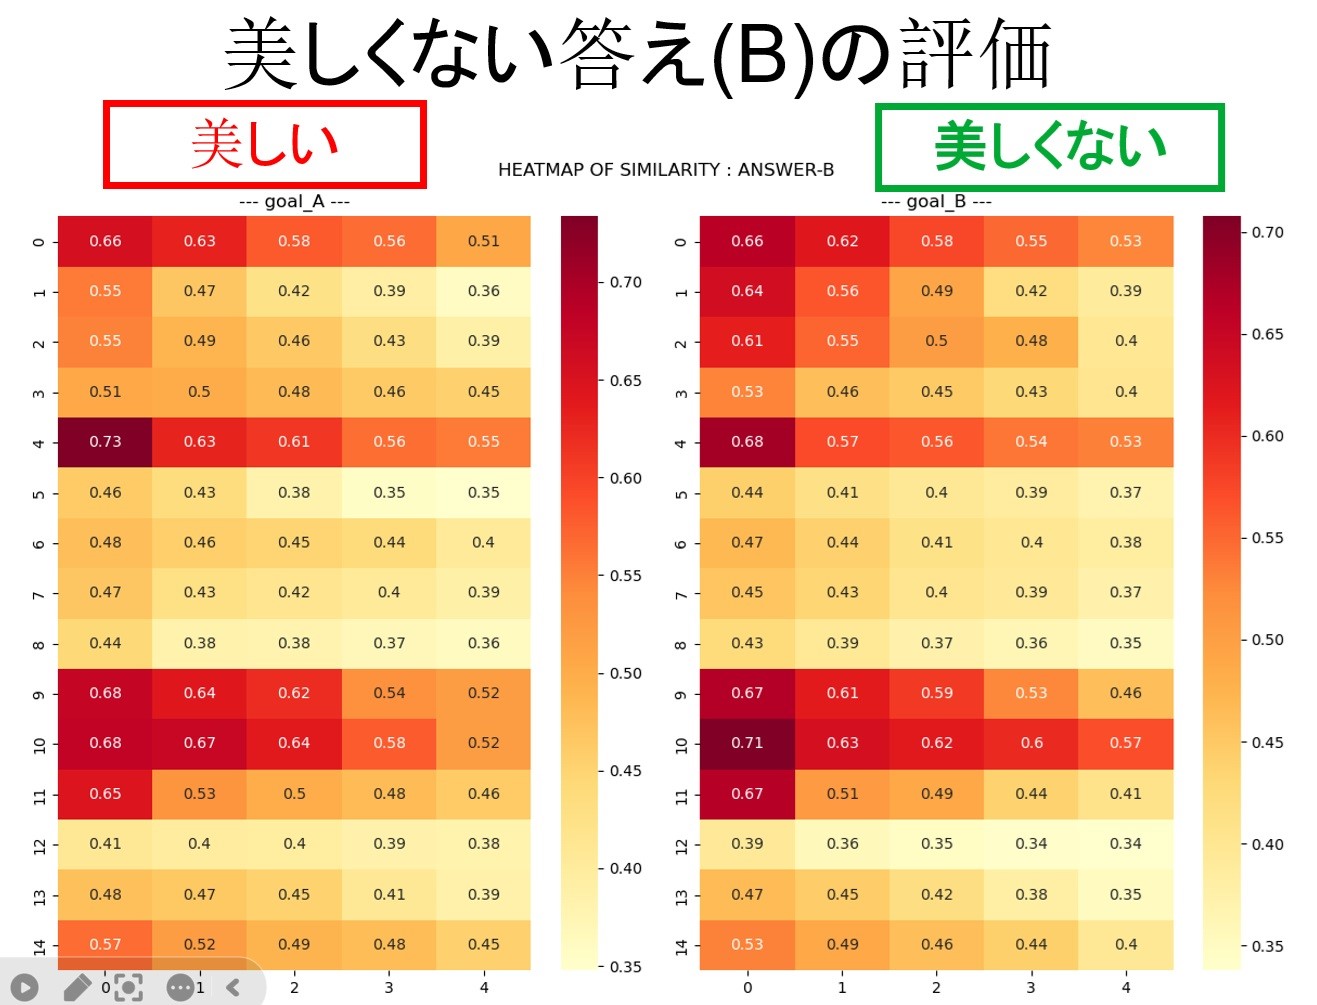 美しくない答え(B)の評価
美しい
美しくない
HEATMAP OF SIMILARITY : ANSWER-B
--- goal_A ---
0 0.66 0.63 0.58 0.56 0.51
1 0.55 0.47 0.42 0.39 0.36
2 0.55 0.49 0.46 0.43 0.39
3 0.51 0.5 0.48 0.46 0.45
4 0.73 0.63 0.61 0.56 0.55
5 0.46 0.43 0.38 0.35 0.35
6 0.48 0.46 0.45 0.44 0.4
7 0.47 0.43 0.42 0.4 0.39
8 0.44 0.38 0.38 0.37 0.36
9 0.68 0.64 0.62 0.54 0.52
10 0.68 0.67 0.64 0.58 0.52
11 0.65 0.53 0.5 0.48 0.46
12 0.41 0.4 0.4 0.39 0.38
13 0.48 0.47 0.45 0.41 0.39
14 0.57 0.52 0.49 0.48 0.45
0 1 2 3 4
0.70
0.65
0.60
0.55
0.50
0.45
0.40
0.35
--- goal_B ---
0 0.66 0.62 0.58 0.55 0.53
1 0.64 0.56 0.49 0.42 0.39
2 0.61 0.55 0.5 0.48 0.4
3 0.53 0.46 0.45 0.43 0.4
4 0.68 0.57 0.56 0.54 0.53
5 0.44 0.41 0.4 0.39 0.37
6 0.47 0.44 0.41 0.4 0.38
7 0.45 0.43 0.4 0.39 0.37
8 0.43 0.39 0.37 0.36 0.35
9 0.67 0.61 0.59 0.53 0.46
10 0.71 0.63 0.62 0.6 0.57
11 0.67 0.51 0.49 0.44 0.41
12 0.39 0.36 0.35 0.34 0.34
13 0.47 0.45 0.42 0.38 0.35
14 0.53 0.49 0.46 0.44 0.4
0 1 2 3 4
0.70
0.65
0.60
0.55
0.50
0.45
0.40
0.35